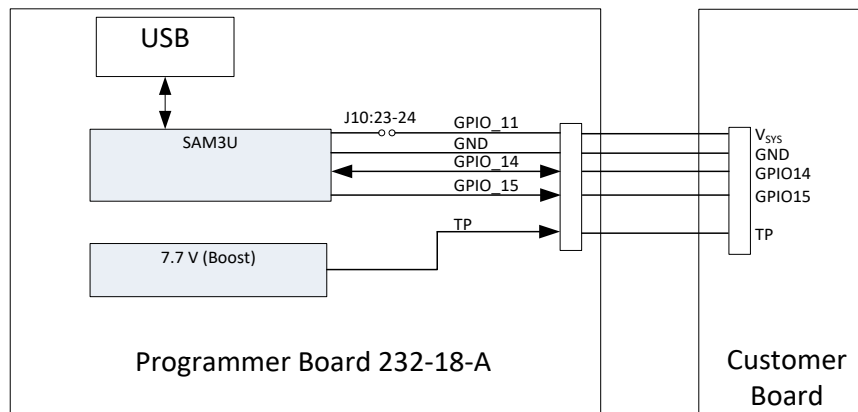 USB
J10:23-24
SAM3U
GPIO_11
GND
GPIO_14
GPIO_15
TP
7.7 V (Boost)
Programmer Board 232-18-A
VSYS
GND
GPIO14
GPIO15
TP
Customer
Board